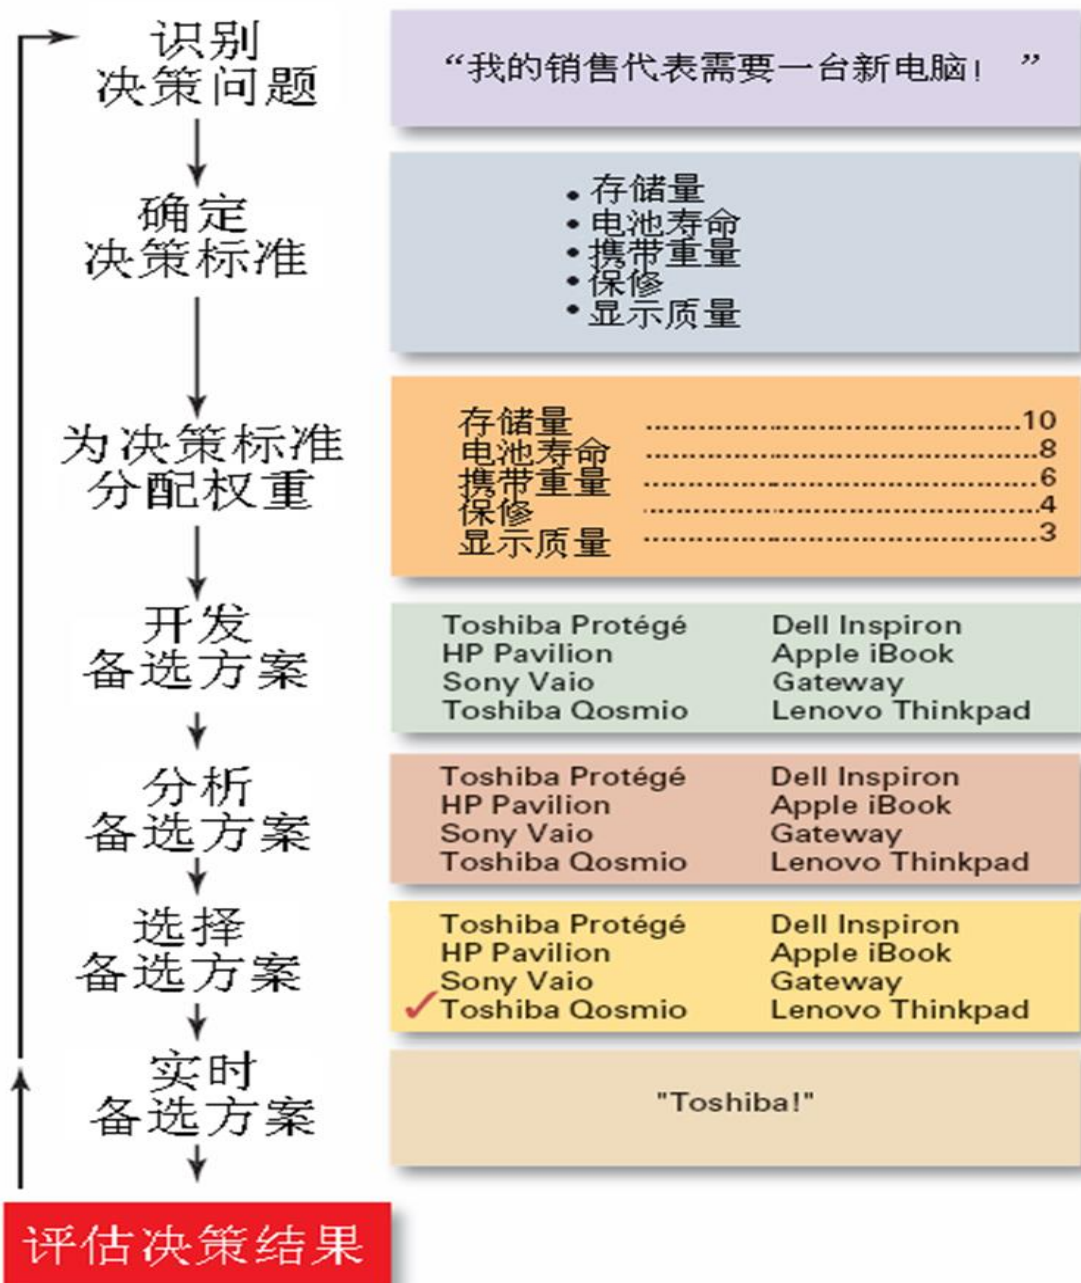 识别
决策问题
“我的销售代表需要一台新电脑! ”
确定
决策标准
• 存储量
• 电池寿命
• 携带重量
• 保修
• 显示质量
为决策标准
分配权重
存储量 ................................................10
电池寿命 ................................................8
携带重量 ................................................6
保修 ................................................4
显示质量 ................................................3
开发
备选方案
Toshiba Protégé Dell Inspiron
HP Pavilion Apple iBook
Sony Vaio Gateway
Toshiba Qosmio Lenovo Thinkpad
分析
备选方案
Toshiba Protégé Dell Inspiron
HP Pavilion Apple iBook
Sony Vaio Gateway
Toshiba Qosmio Lenovo Thinkpad
选择
备选方案
Toshiba Protégé Dell Inspiron
HP Pavilion Apple iBook
Sony Vaio Gateway
✓ Toshiba Qosmio Lenovo Thinkpad
实时
备选方案
"Toshiba!"
评估决策结果